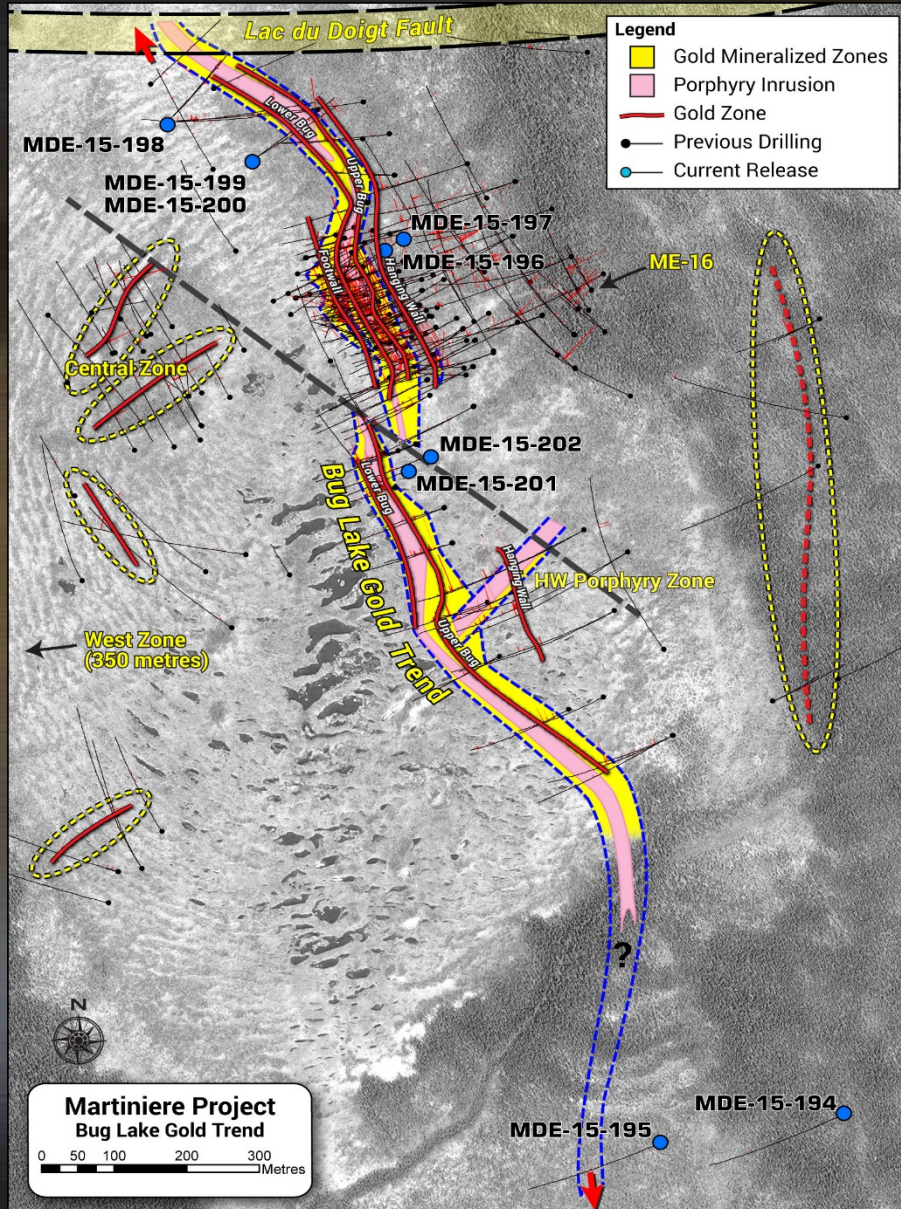 Lac du Doigt Fault
Legend
Gold Mineralized Zones
Porphyry Inrusion
Gold Zone
Previous Drilling
Current Release
MDE-15-198
MDE-15-199
MDE-15-200
Lower Bug
Upper Bug
MDE-15-197
MDE-15-196
ME-16
Footwall
Hanging Wall
Central Zone
MDE-15-202
MDE-15-201
Lower Bug
Bug Lake Gold Trend
Hanging Wall
HW Porphyry Zone
Upper Bug
West Zone
(350 metres)
?
N
MDE-15-194
MDE-15-195
Martiniere Project
Bug Lake Gold Trend
0 50 100 200 300
Metres